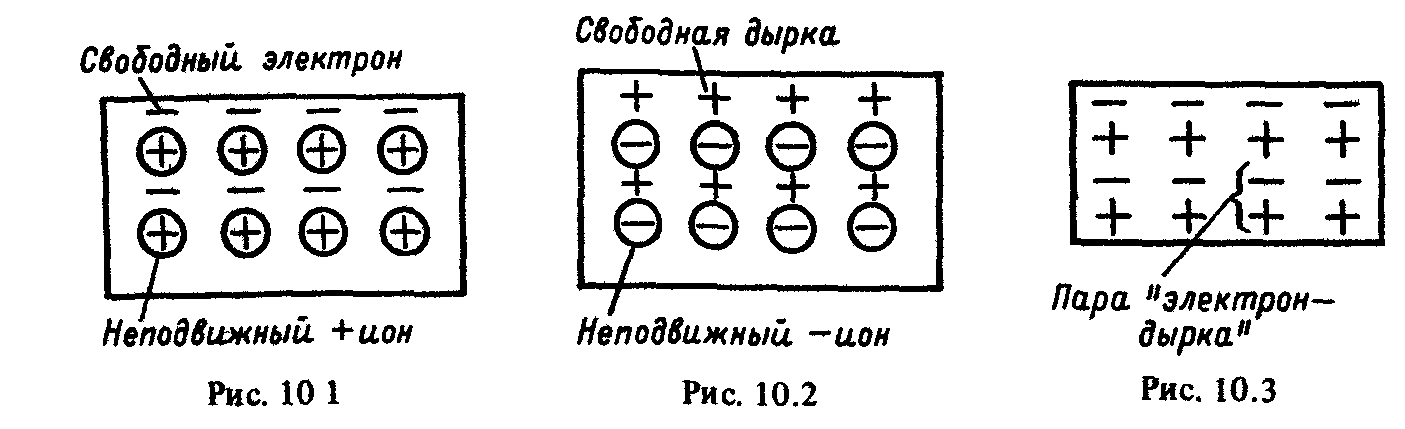 Свободный электрон
Неподвижный +ион
Рис. 10 1
Свободная дырка
Неподвижный −ион
Рис. 10.2
Пара "электрон−
дырка"
Рис. 10.3